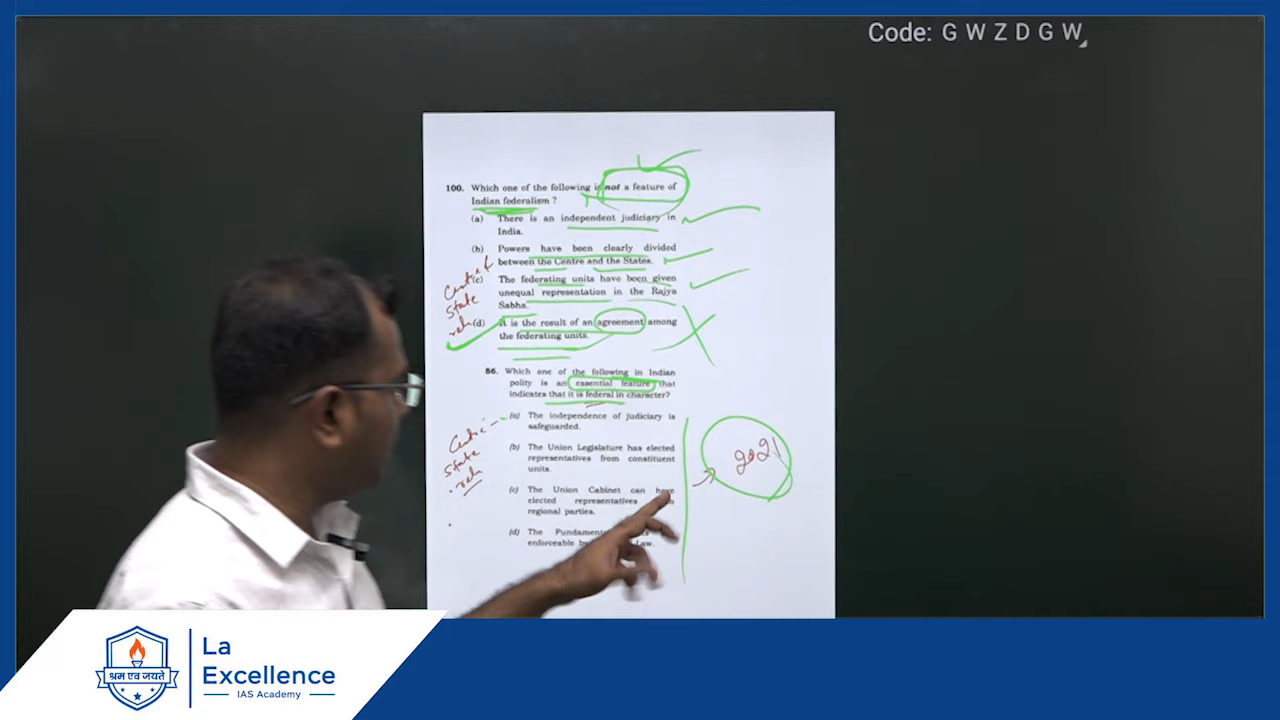 Code: G W Z D G W
100. Which one of the following is not a feature of
Indian federalism ?
(a) There is an independent judiciary in
India.
(b) Powers have been clearly divided
between the Centre and the States.
(c) The federating units have been given
unequal representation in the Rajya
Sabha.
(d) It is the result of an agreement among
the federating units.
Centre &
State
reln
86. Which one of the following in Indian
polity is an essential feature that
indicates that it is federal in character?
(a) The independence of judiciary is
safeguarded.
(b) The Union Legislature has elected
representatives from constituent
units.
(c) The Union Cabinet can have
elected representatives
regional parties.
(d) The
enforceable
Centre
State
reln
2021
श्रम एव जयते
La
Excellence
IAS Academy